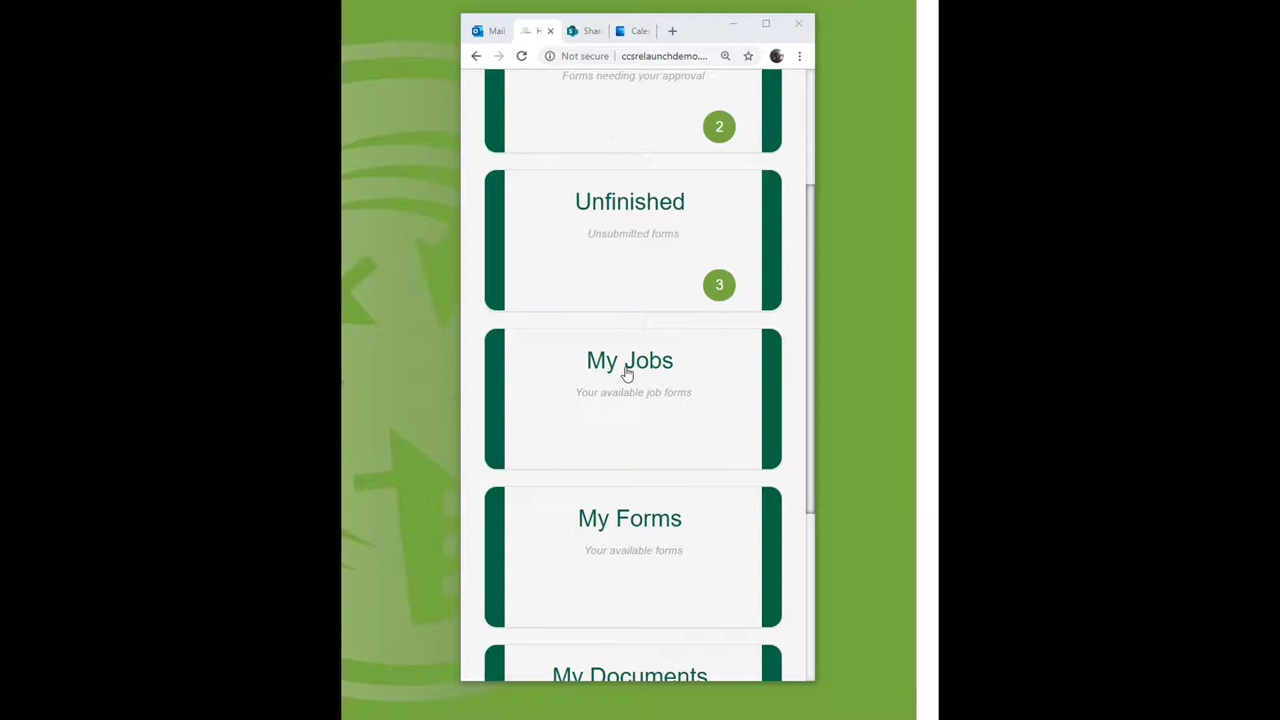 Mail
H
Shar
Caler
Not secure ccsrelaunchdemo....
Forms needing your approval
2
Unfinished
Unsubmitted forms
3
My Jobs
Your available job forms
My Forms
Your available forms
My Documents